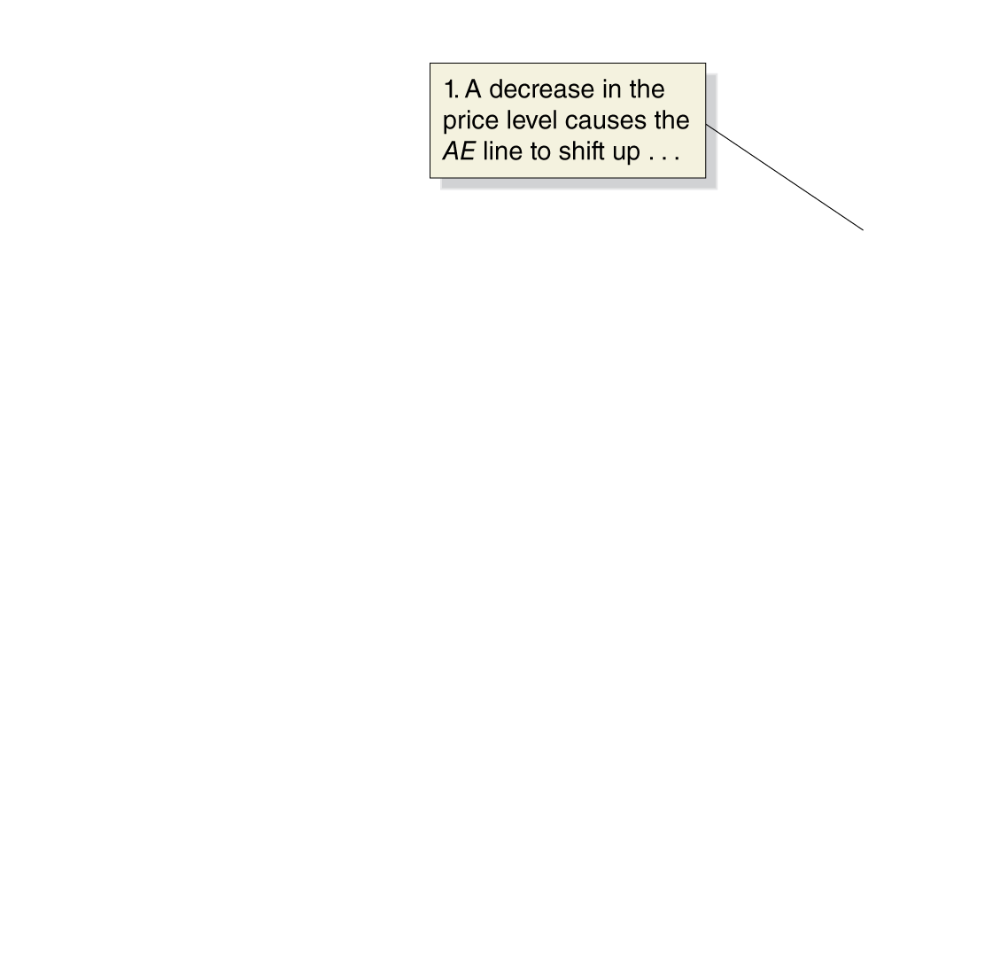 1. A decrease in the
price level causes the
AE line to shift up . . .